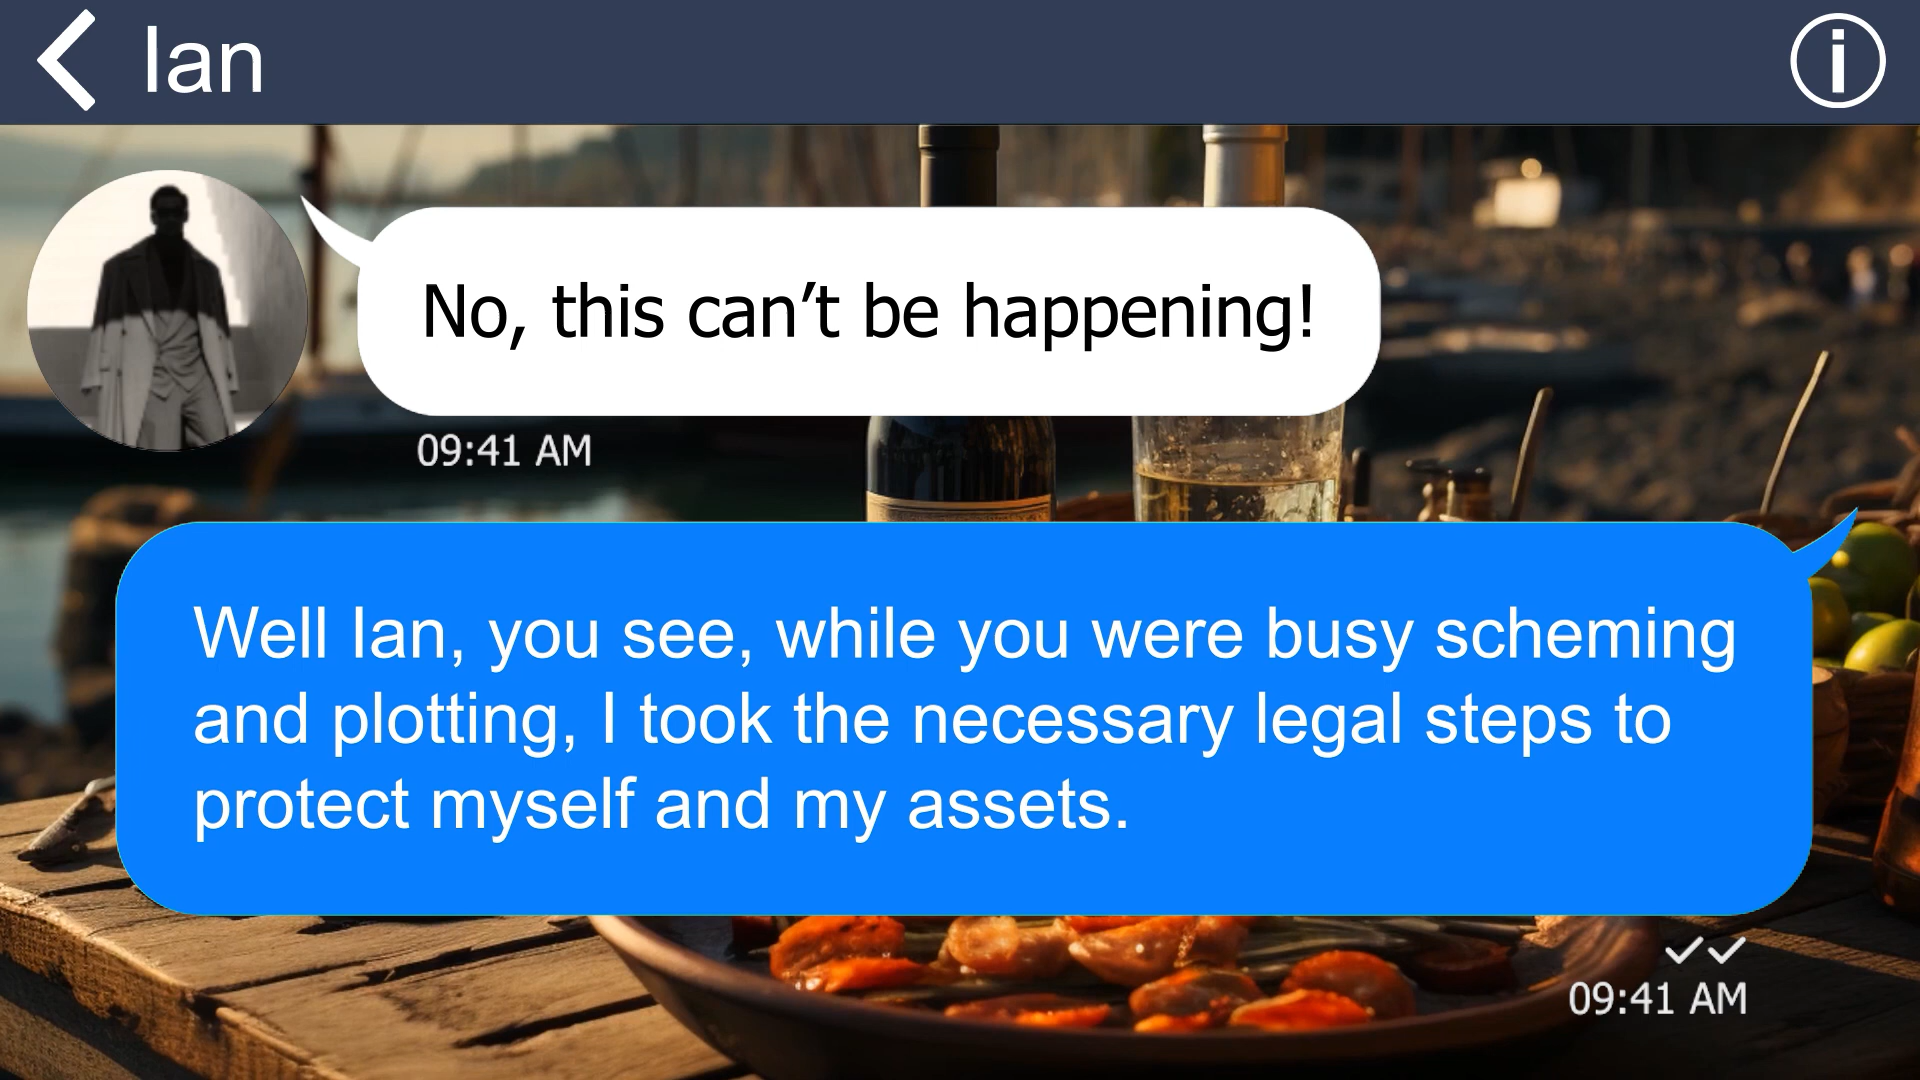 Ian
No, this can’t be happening!
09:41 AM
Well Ian, you see, while you were busy scheming
and plotting, I took the necessary legal steps to
protect myself and my assets.
09:41 AM